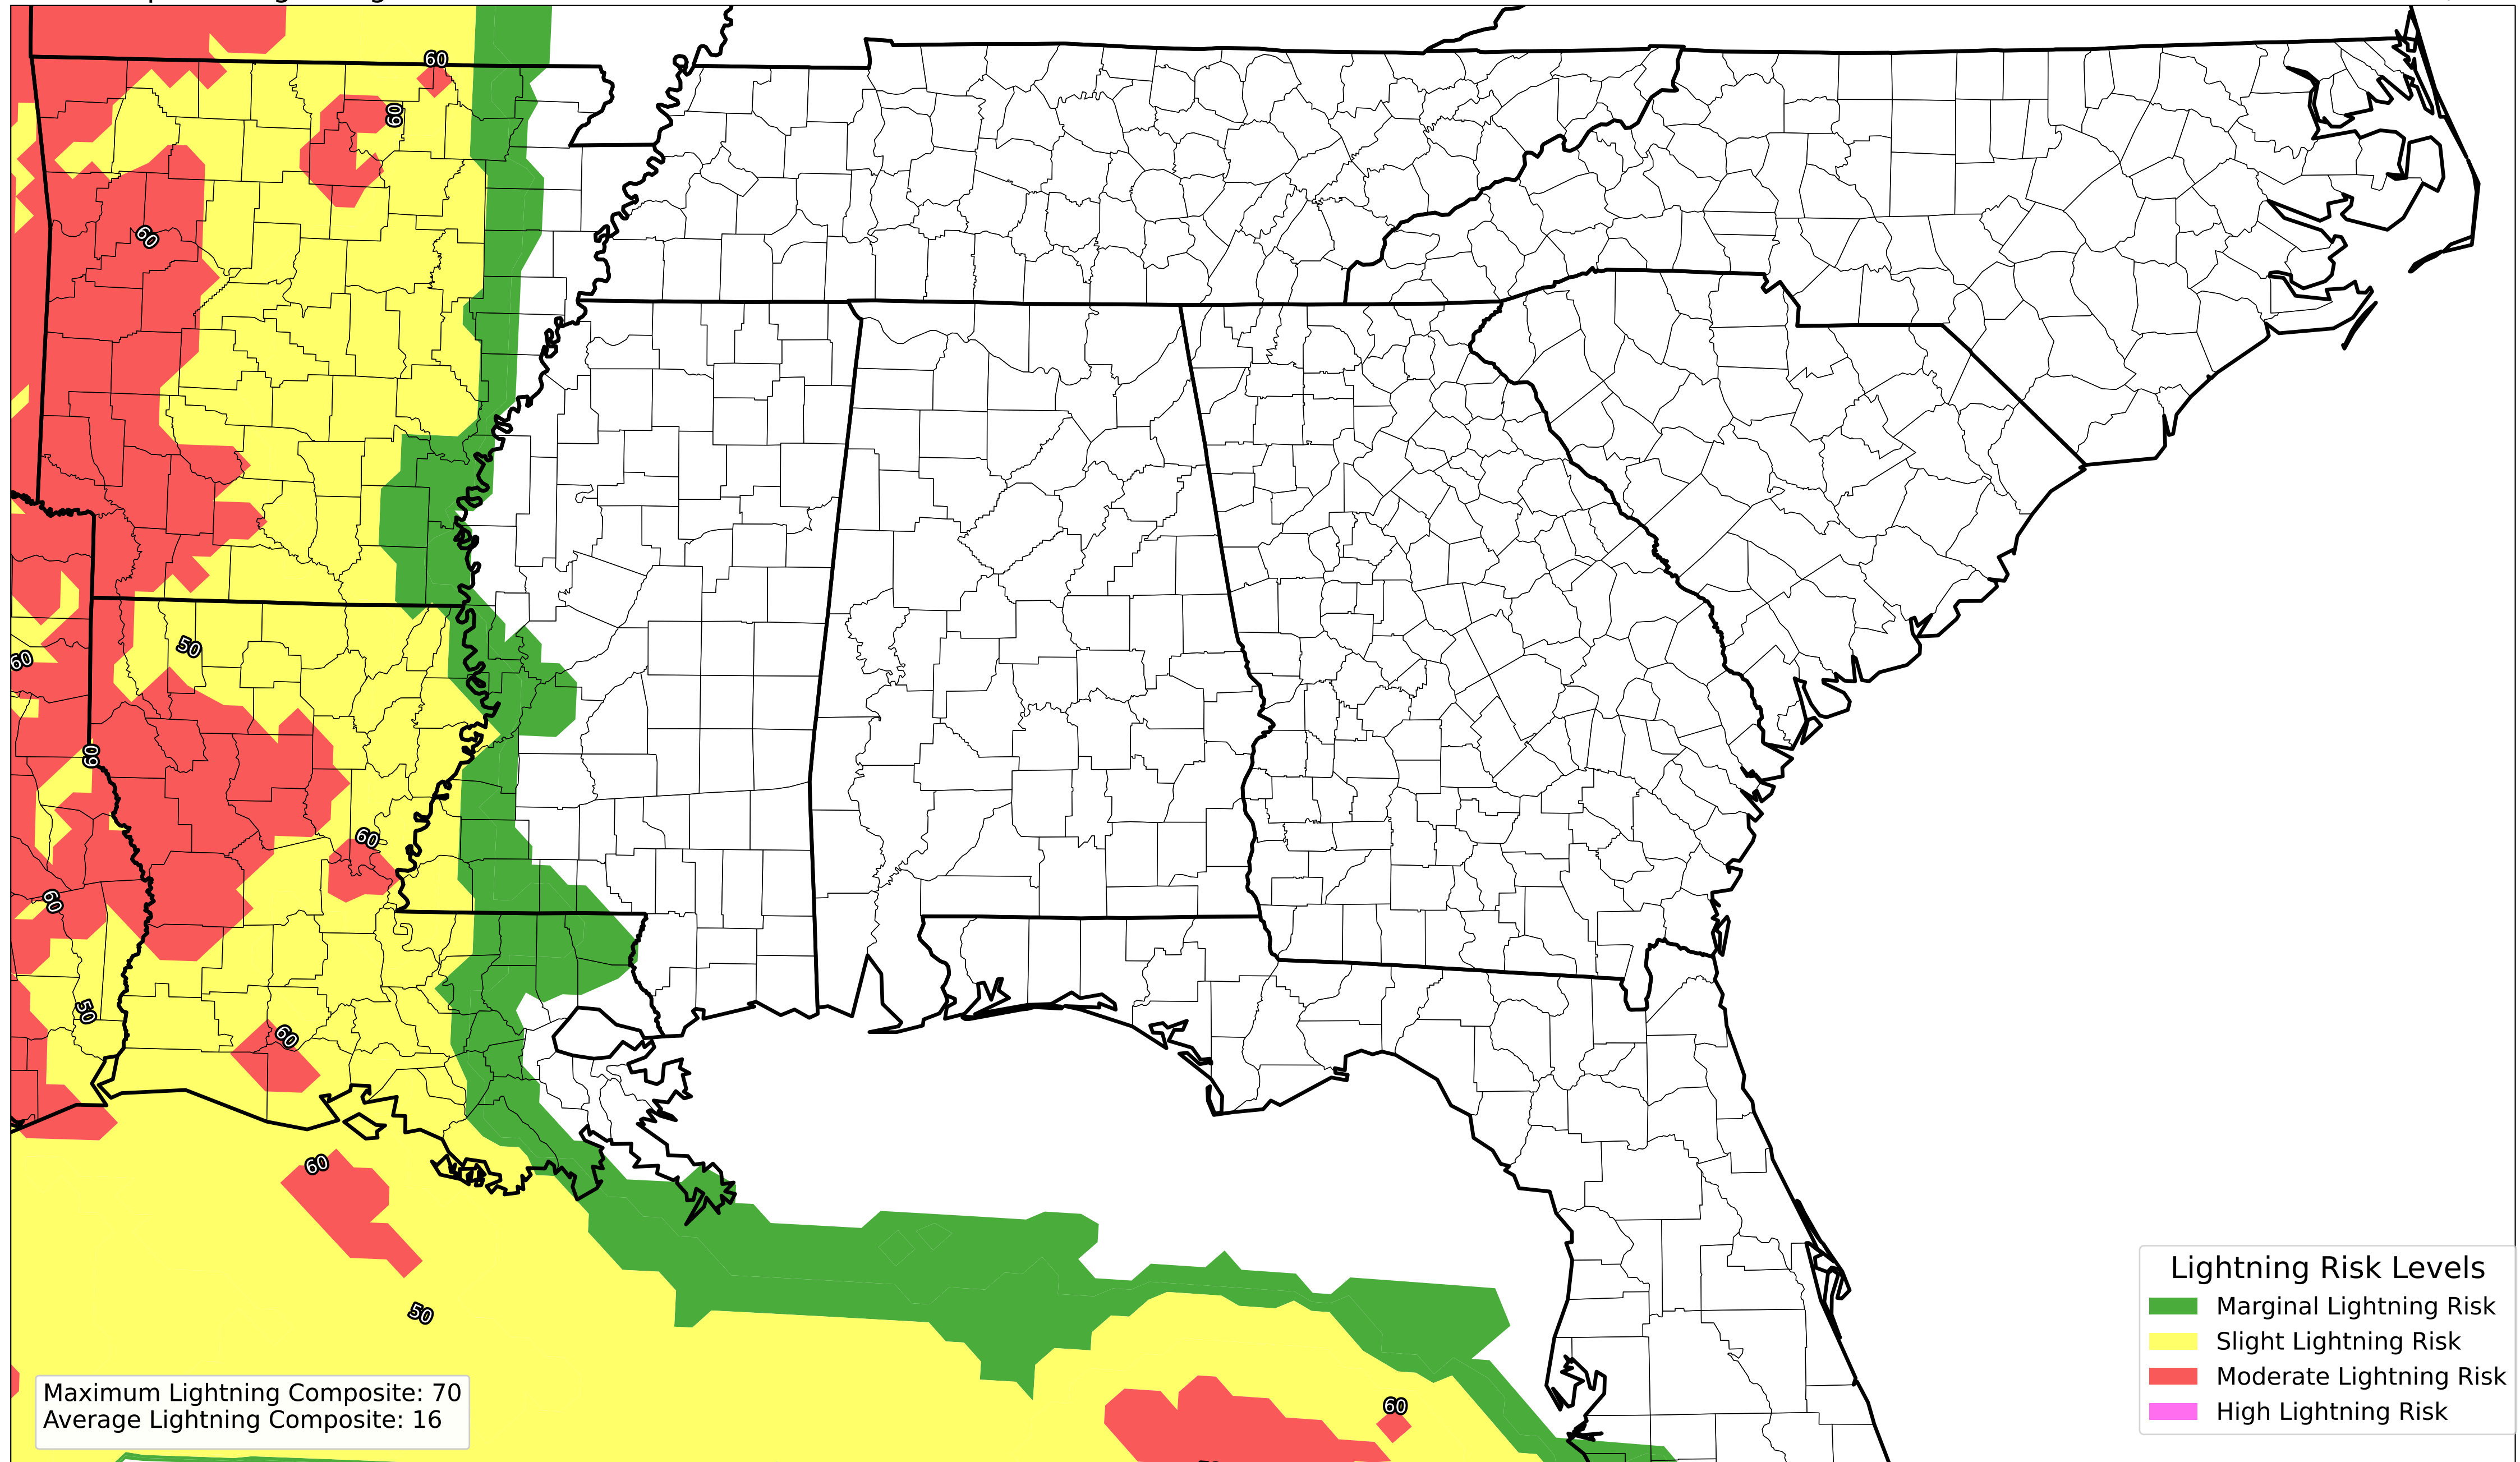 60
60
60
50
60
60
60
60
50
60
60
50
60
Lightning Risk Levels
Marginal Lightning Risk
Slight Lightning Risk
Moderate Lightning Risk
High Lightning Risk
Maximum Lightning Composite: 70
Average Lightning Composite: 16